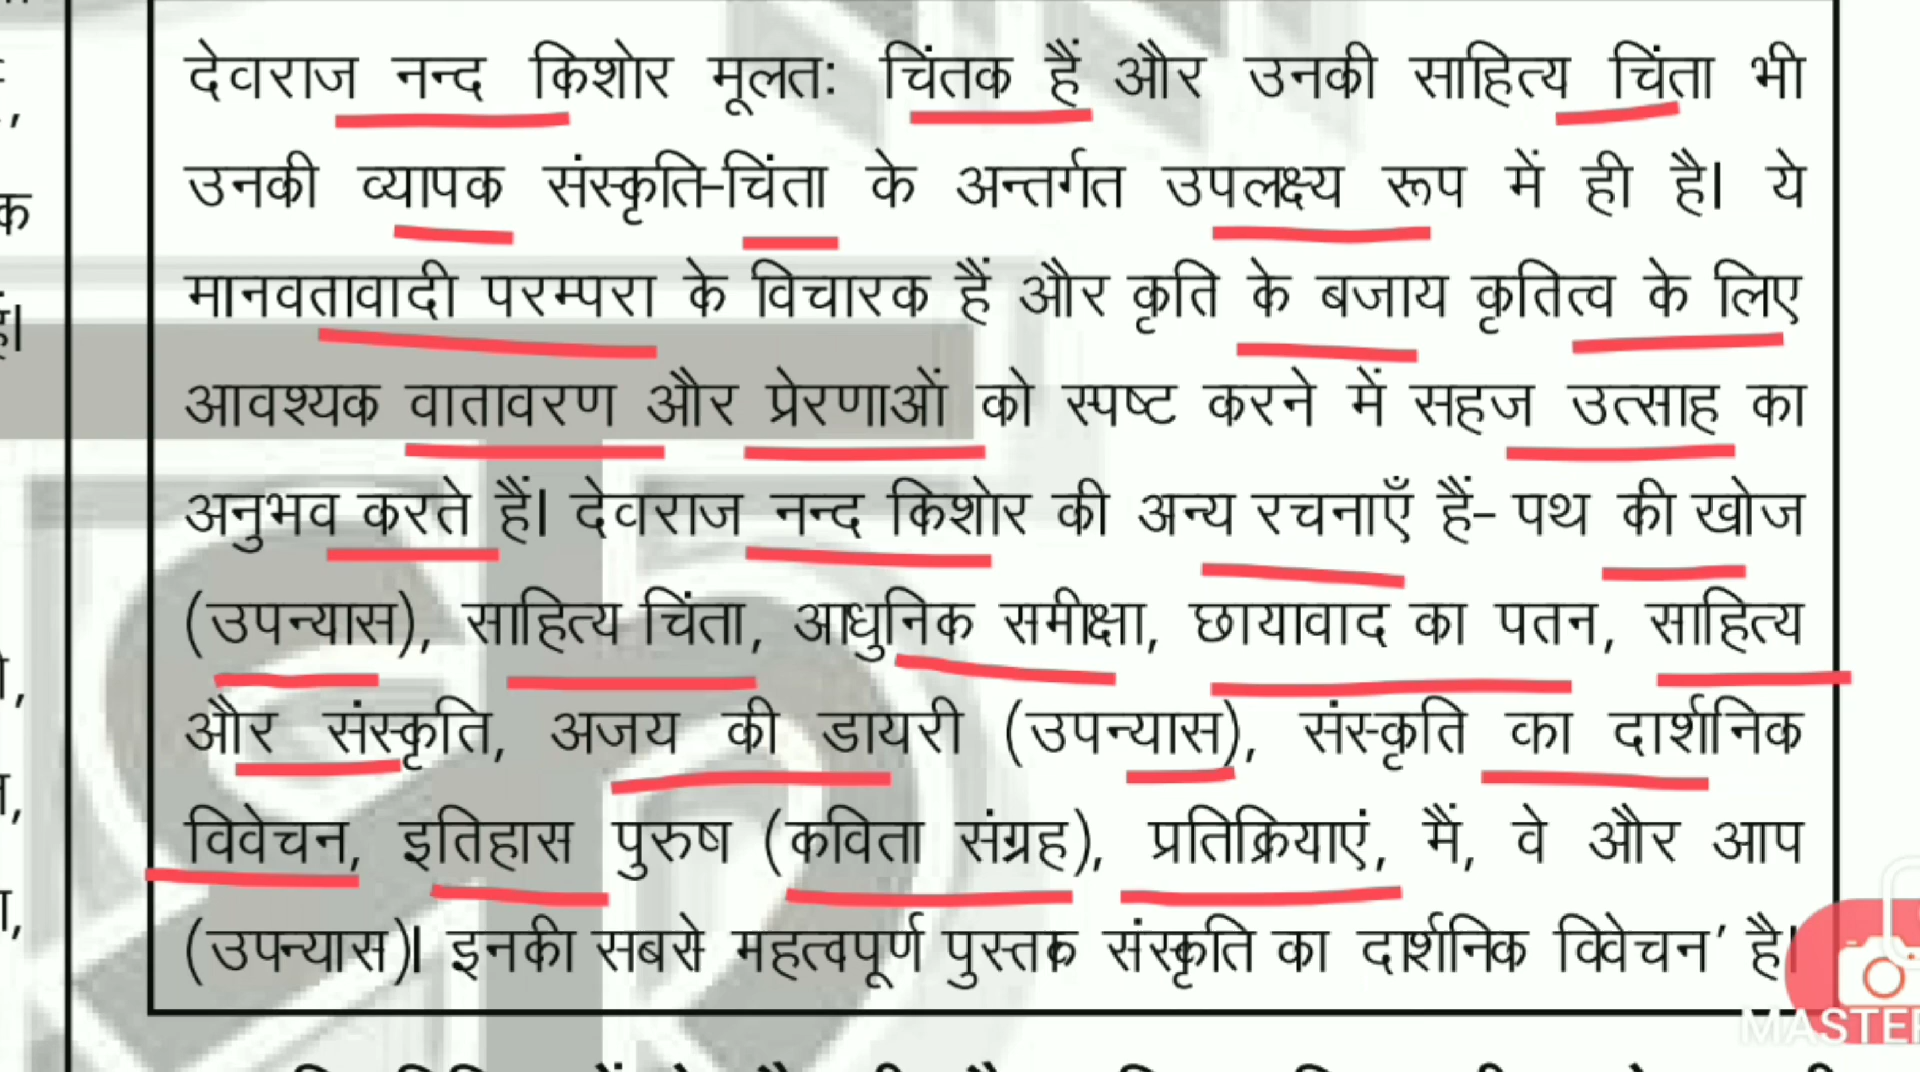 देवराज नन्द किशोर मूलत: चिंतक हैं और उनकी साहित्य चिंता भी
उनकी व्यापक संस्कृति-चिंता के अन्तर्गत उपलक्ष्य रूप में ही है। ये
मानवतावादी परम्परा के विचारक हैं और कृति के बजाय कृतित्व के लिए
आवश्यक वातावरण और प्रेरणाओं को स्पष्ट करने में सहज उत्साह का
अनुभव करते हैं। देवराज नन्द किशोर की अन्य रचनाएँ हैं- पथ की खोज
(उपन्यास), साहित्य चिंता, आधुनिक समीक्षा, छायावाद का पतन, साहित्य
और संस्कृति, अजय की डायरी (उपन्यास), संस्कृति का दार्शनिक
विवेचन, इतिहास पुरुष (कविता संग्रह), प्रतिक्रियाएं, मैं, वे और आप
(उपन्यास)। इनकी सबसे महत्वपूर्ण पुस्तक संस्कृति का दार्शनिक विवेचन’ है।